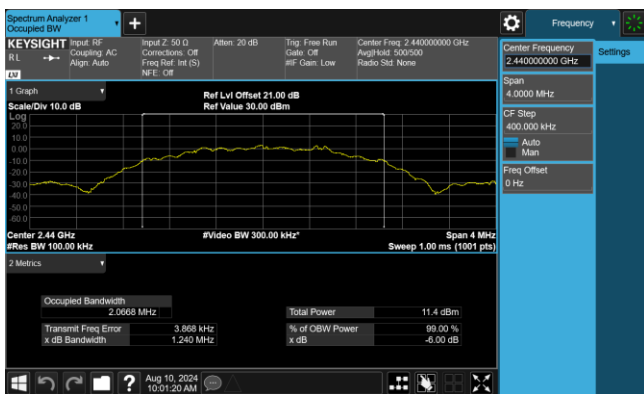 Spectrum Analyzer 1
Occupied BW
Frequency
KEYSIGHT
Input: RF
Input Z: 50 Ω
Atten: 20 dB
Trig: Free Run
Center Freq: 2.440000000 GHz
RL
Coupling: AC
Corrections: Off
Gate: Off
Avg|Hold: 500/500
Align: Auto
Freq Ref: Int (S)
#IF Gain: Low
Radio Std: None
NFE: Off
LXI
Center Frequency
2.440000000 GHz
Settings
Span
4.0000 MHz
CF Step
400.000 kHz
Auto
Man
Freq Offset
0 Hz
1 Graph
Ref Lvl Offset 21.00 dB
Scale/Div 10.0 dB
Ref Value 30.00 dBm
Log
20.0
10.0
0.00
-10.0
-20.0
-30.0
-40.0
-50.0
-60.0
Center 2.44 GHz
#Video BW 300.00 kHz*
Span 4 MHz
#Res BW 100.00 kHz
Sweep 1.00 ms (1001 pts)
2 Metrics
Occupied Bandwidth
2.0668 MHz
Total Power
11.4 dBm
Transmit Freq Error
3.868 kHz
% of OBW Power
99.00 %
x dB Bandwidth
1.240 MHz
x dB
-6.00 dB
?
Aug 10, 2024
10:01:20 AM